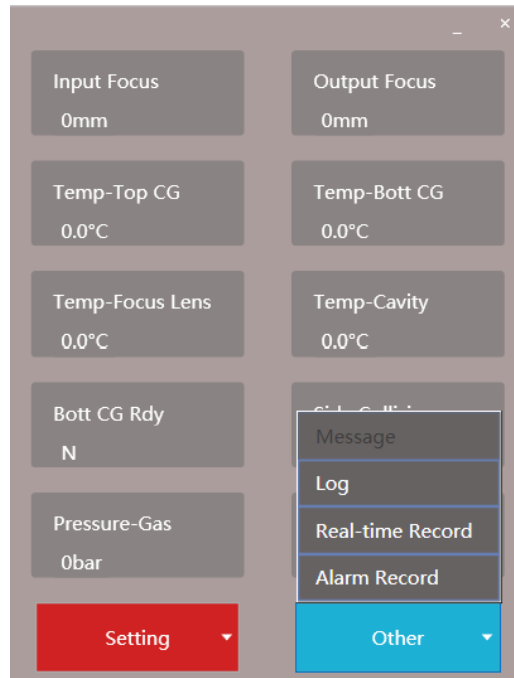 Input Focus
0mm
Output Focus
0mm
Temp-Top CG
0.0°C
Temp-Bott CG
0.0°C
Temp-Focus Lens
0.0°C
Temp-Cavity
0.0°C
Bott CG Rdy
N
Message
Log
Pressure-Gas
0bar
Real-time Record
Alarm Record
Setting
Other